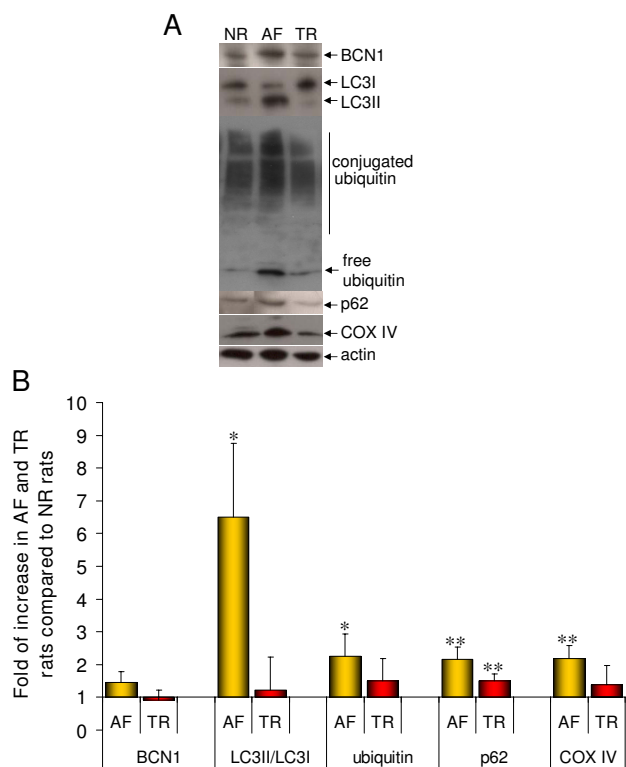 A
NR AF TR
BCN1
LC3I
LC3II
conjugated
ubiquitin
free
ubiquitin
p62
COX IV
actin
B
Fold of increase in AF and TR
rats compared to NR rats
10
9
8
7
6
5
4
3
2
1
0
*
*
**
**
**
AF TR AF TR AF TR AF TR AF TR
BCN1 LC3II/LC3I ubiquitin p62 COX IV